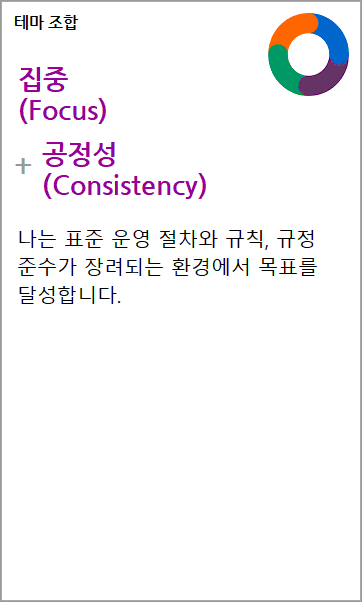 테마 조합
집중
(Focus)
+ 공정성
(Consistency)
나는 표준 운영 절차와 규칙, 규정
준수가 장려되는 환경에서 목표를
달성합니다.